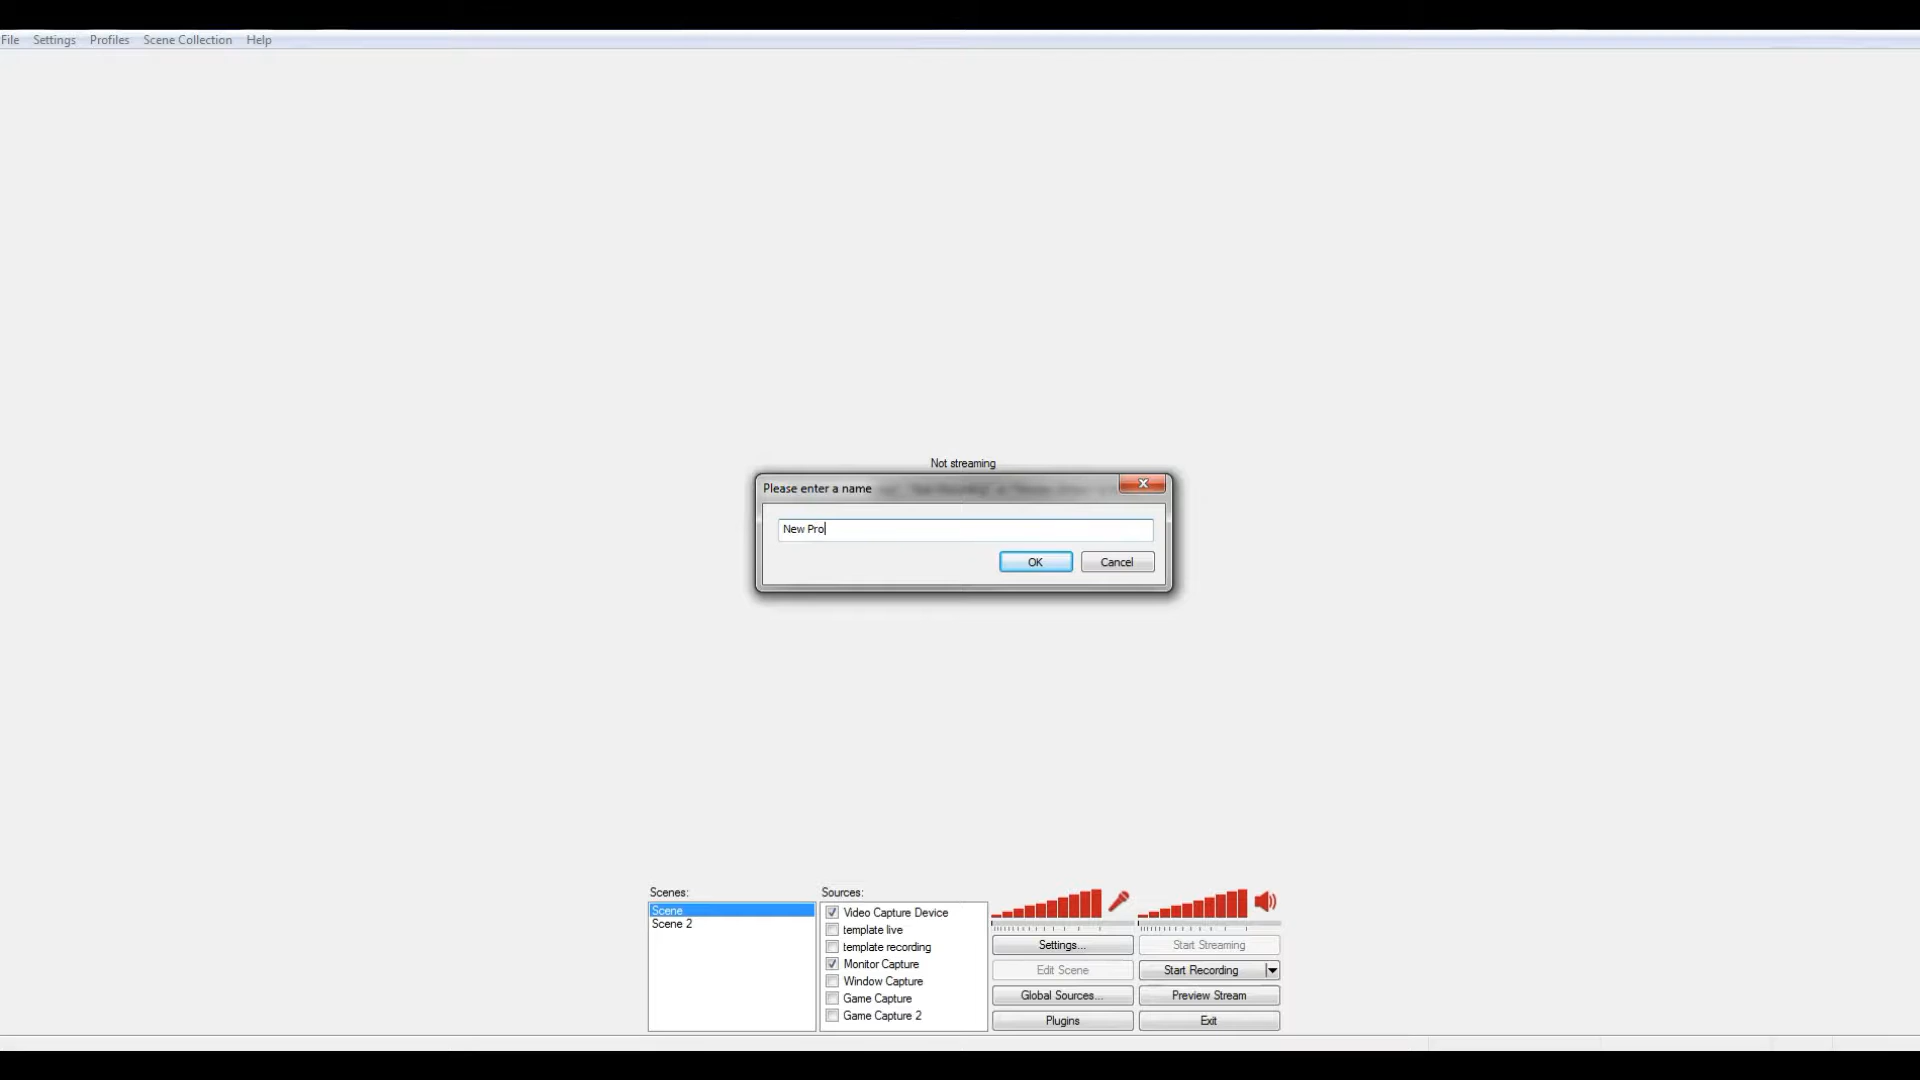 File Settings Profiles Scene Collection Help
Not streaming
Please enter a name
New Pro
OK Cancel
Scenes:
Scene
Scene 2
Sources:
Video Capture Device
template live
template recording
Monitor Capture
Window Capture
Game Capture
Game Capture 2
Settings... Start Streaming
Edit Scene Start Recording
Global Sources... Preview Stream
Plugins Exit